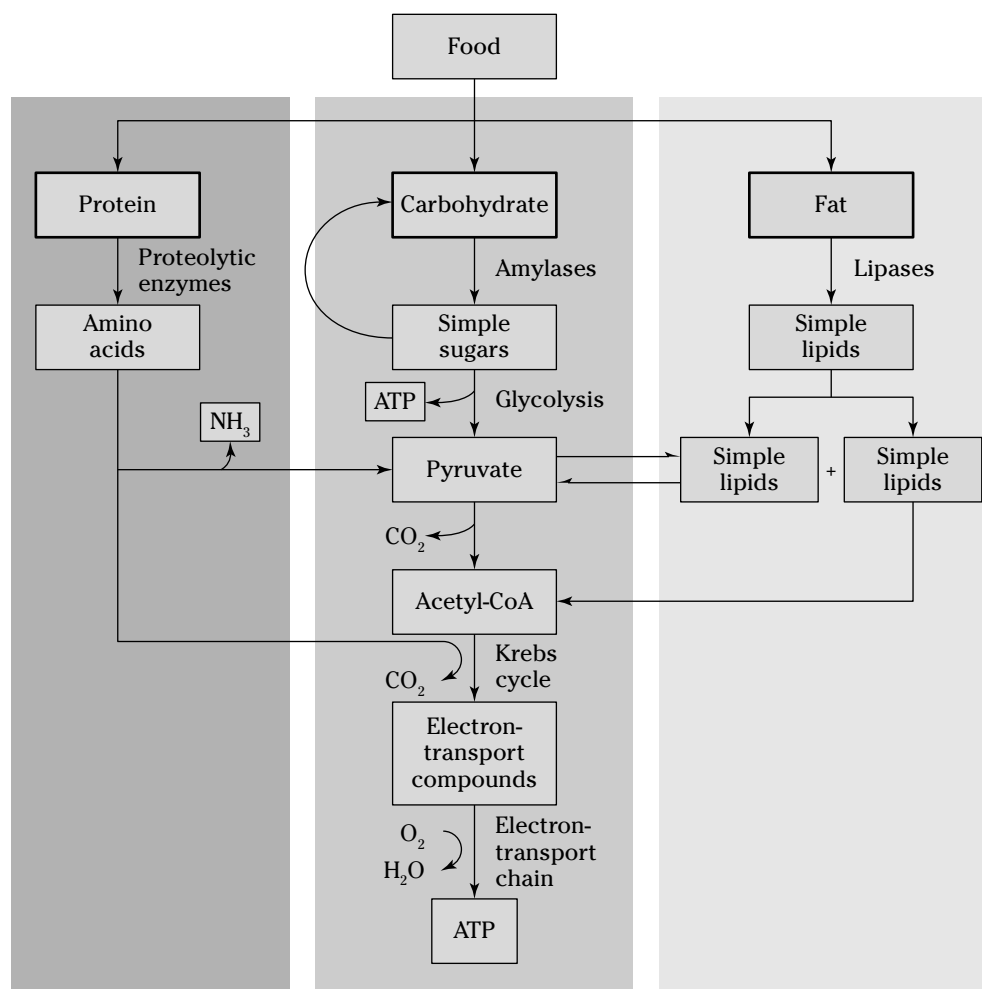 Food
Protein
Carbohydrate
Fat
Proteolytic
enzymes
Amylases
Lipases
Amino
acids
Simple
sugars
Simple
lipids
ATP
Glycolysis
NH₃
Pyruvate
Simple
lipids
+
Simple
lipids
CO₂
Acetyl-CoA
Krebs
cycle
CO₂
Electron-
transport
compounds
O₂
H₂O
Electron-
transport
chain
ATP